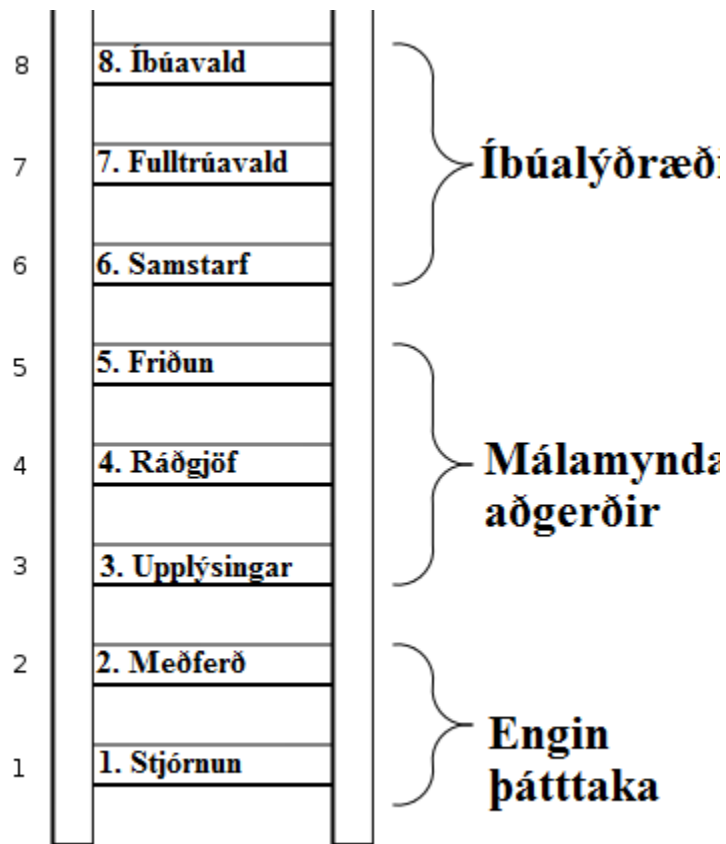 8 8. Íbúavald
7 7. Fulltrúavald
Íbúalýðræði
6 6. Samstarf
5 5. Friðun
4 4. Ráðgjöf
Málamynda
aðgerðir
3 3. Upplýsingar
2 2. Meðferð
1 1. Stjórnun
Engin
þátttaka